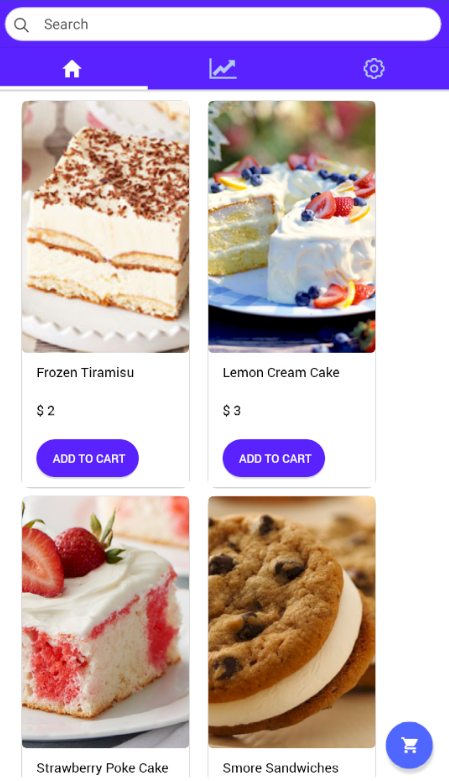 Search
Frozen Tiramisu
Lemon Cream Cake
$ 2
$ 3
ADD TO CART
ADD TO CART
Strawberry Poke Cake
Smore Sandwiches